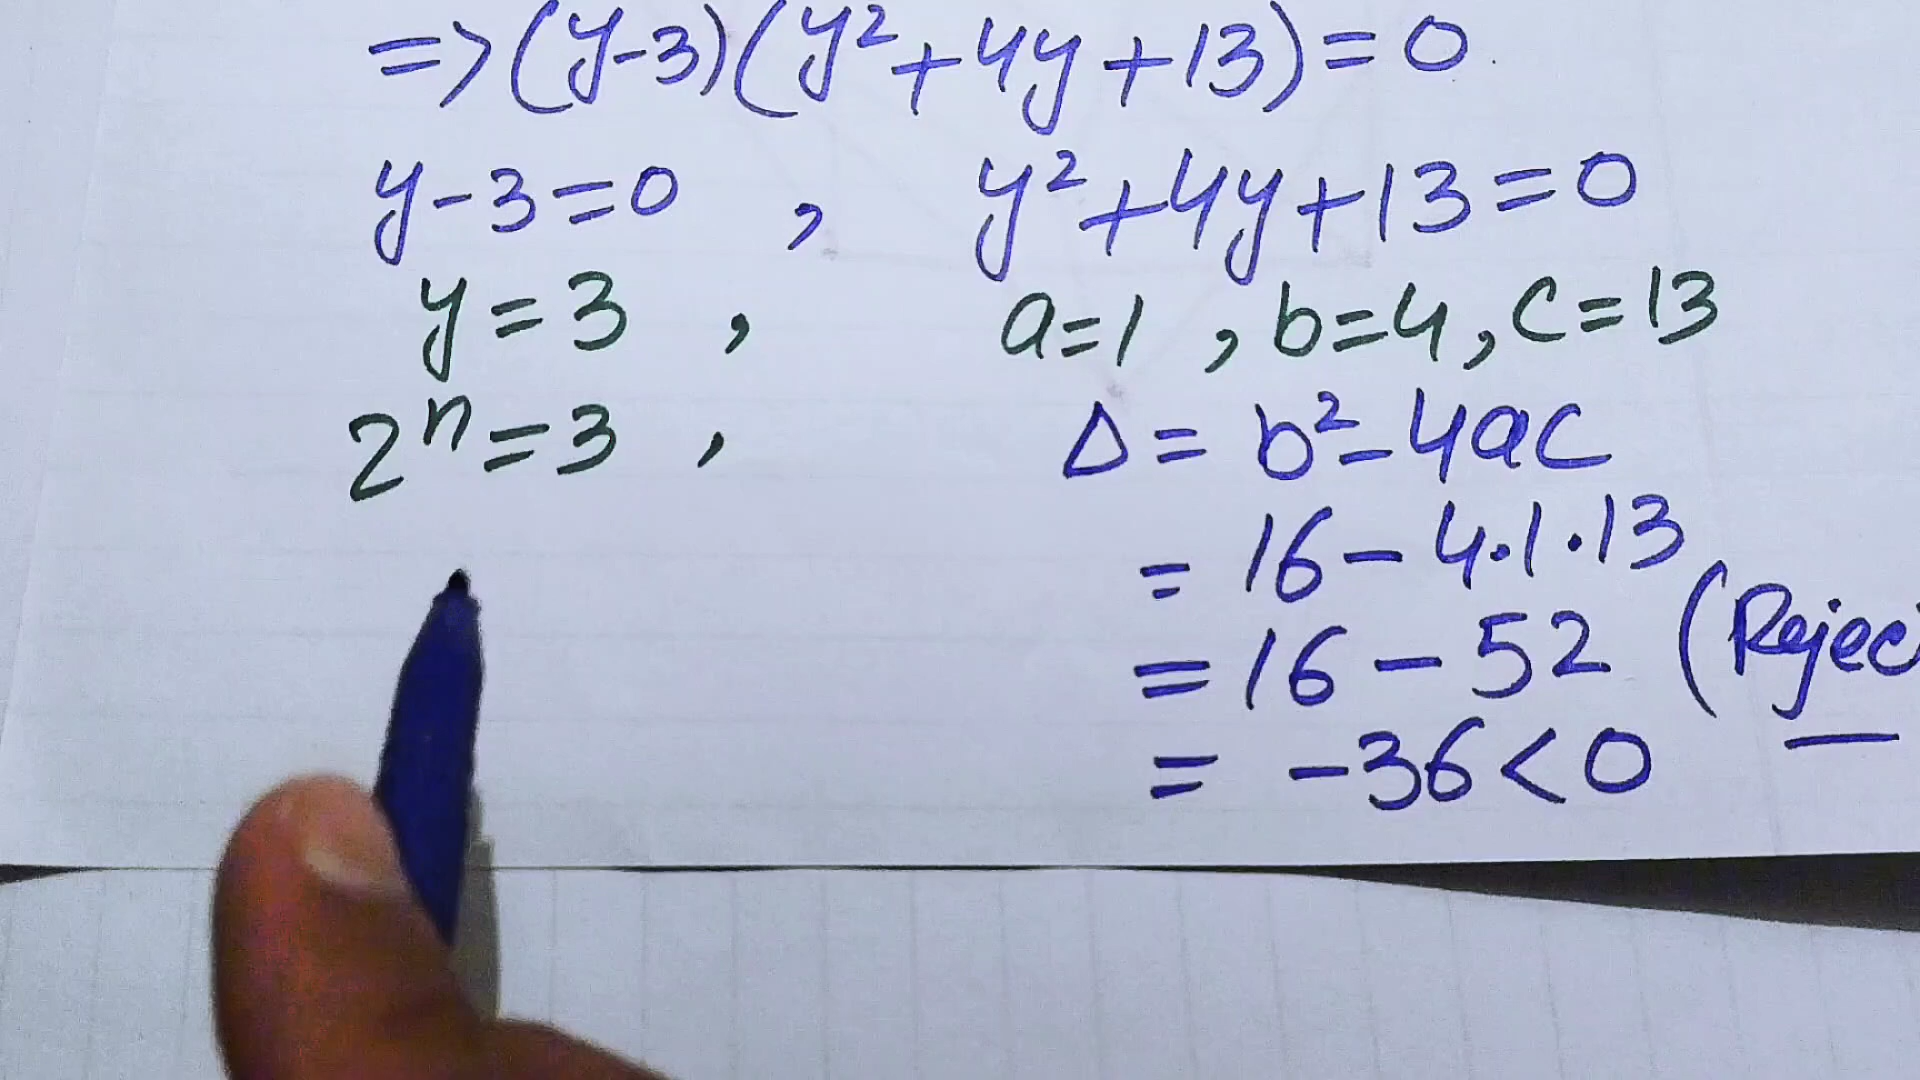 => (y-3)(y²+4y+13)=0
y-3=0 , y²+4y+13=0
y=3 , a=1 , b=4, c=13
2ⁿ=3 , Δ= b²-4ac
= 16-4.1.13
= 16-52 (Rejec
= -36<0